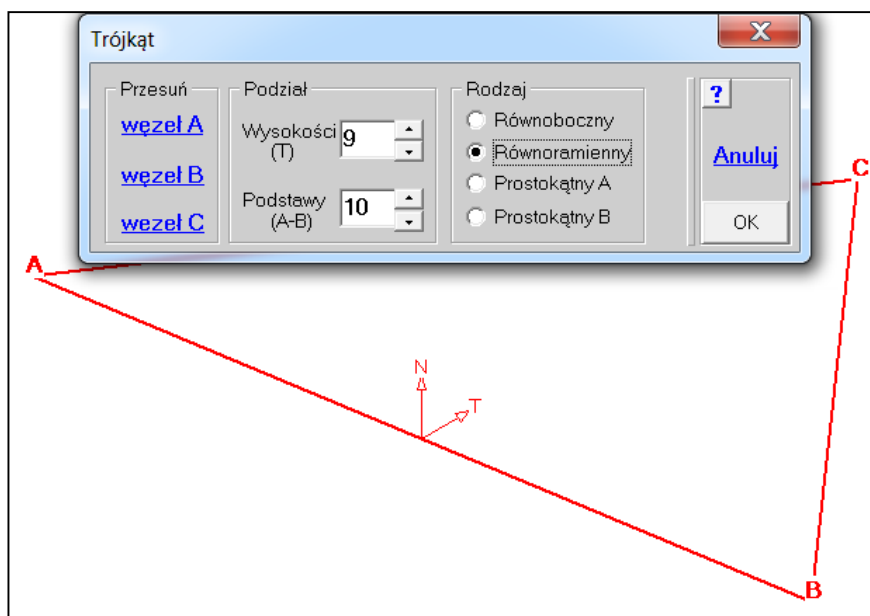 Trójkąt
X
Przesuń
węzeł A
węzeł B
węzeł C
Podział
Wysokości
(T)
9
Podstawy
(A-B)
10
Rodzaj
Równoboczny
Równoramienny
Prostokątny A
Prostokątny B
?
Anuluj
OK
C
A
N
T
B